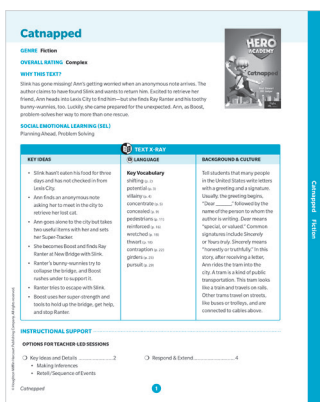 Catnapped
GENRE Fiction
OVERALL RATING Complex
WHY THIS TEXT?
Slink has gone missing! Ann's getting worried when an anonymous note arrives. The
author claims to have found Slink and wants to return him. Excited to retrieve her
friend, Ann heads into Lexis City to find him—but she finds Ray Ranter and his toothy
bunny-wunnies, too. Luckily, she came prepared for the unexpected. Ann, as Boost,
problem solves her way to more than one rescue.
SOCIAL EMOTIONAL LEARNING (SEL)
Planning Ahead, Problem Solving
HERO
ACADEMY
Catnapped
TEXT X-RAY
KEY IDEAS
• Slink hasn't eaten his food for three
days and has not checked in from
Lexis City.
• Ann finds an anonymous note
asking her to meet in the city to
retrieve her lost cat.
• Ann goes alone to the city but takes
two useful items with her and sets
her Super-Tracker.
• She becomes Boost and finds Ray
Ranter at New Bridge with Slink.
• Ranter's bunny-wunnies try to
collapse the bridge, and Boost
rushes under to support it.
• Ranter tries to escape with Slink.
• Boost uses her super-strength and
tools to hold up the bridge, get help,
and stop Ranter.
LANGUAGE
Key Vocabulary
shifting
potential
villainy
concentrate
concealed
pedestrians
reinforced
wretched
thwart
contraption
girders
pursuit
BACKGROUND & CULTURE
Tell students that many people
in the United States write letters
with a greeting and a signature.
Usually, the greeting begins,
"Dear ______," followed by the
name of the person to whom the
author is writing. Dear means
"special, or valued." Common
signatures include Sincerely
or Yours truly. Sincerely means
"honestly or truthfully." In this
story, after receiving a letter,
Ann rides the tram into the
city. A tram is a kind of public
transportation. This tram looks
like a train and travels on rails.
Other trams travel on streets,
like buses or trolleys, and are
connected to cables above.
Catnapped Fiction
INSTRUCTIONAL SUPPORT
OPTIONS FOR TEACHER-LED SESSIONS
Key Ideas and Details 2
• Making Inferences
• Retell/Sequence of Events
Respond & Extend 4
Catnapped
1